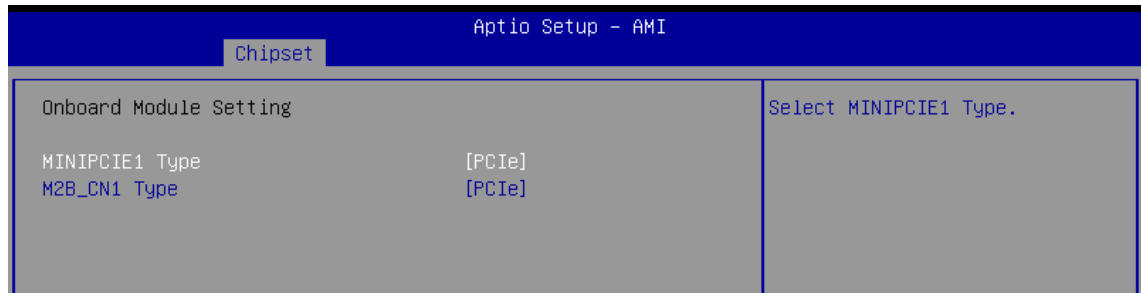 Aptio Setup – AMI
Chipset
Onboard Module Setting
Select MINIPCIE1 Type.
MINIPCIE1 Type [PCIe]
M2B_CN1 Type [PCIe]